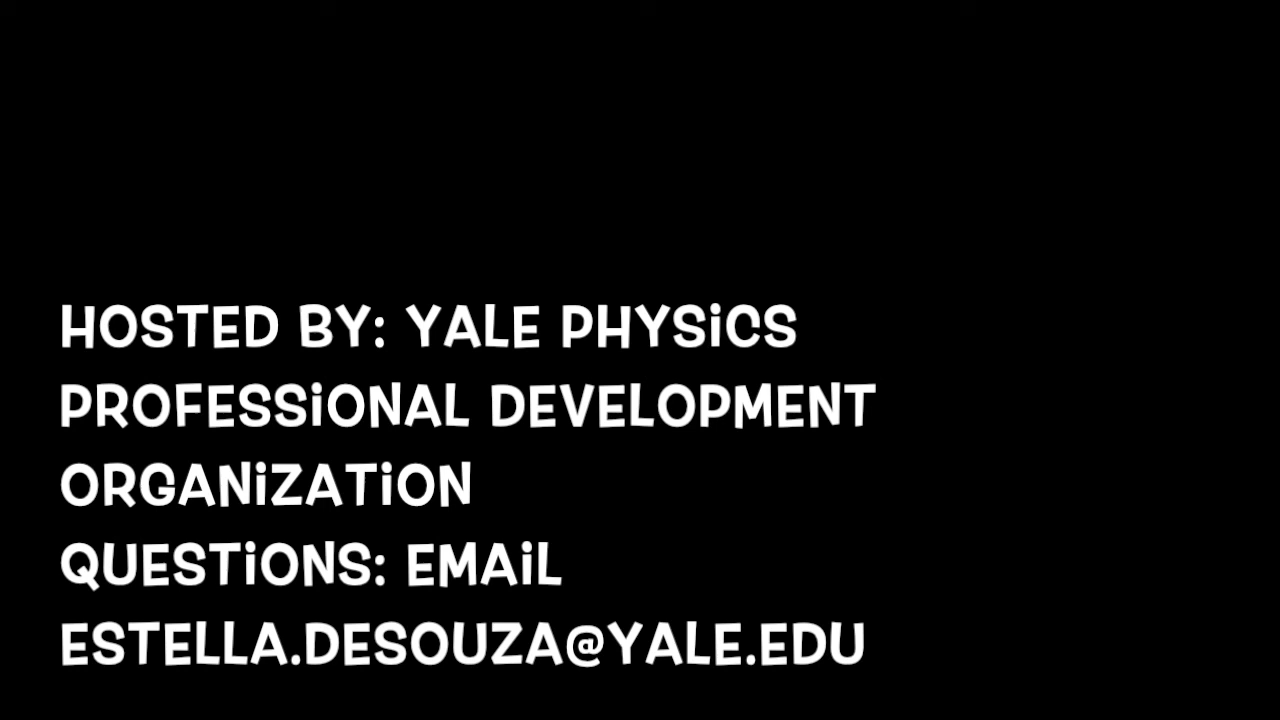 HOSTED BY: YALE PHYSiCS
PROFESSiONAL DEVELOPMENT
ORGANiZATiON
QUESTiONS: EMAiL
ESTELLA.DESOUZA@YALE.EDU